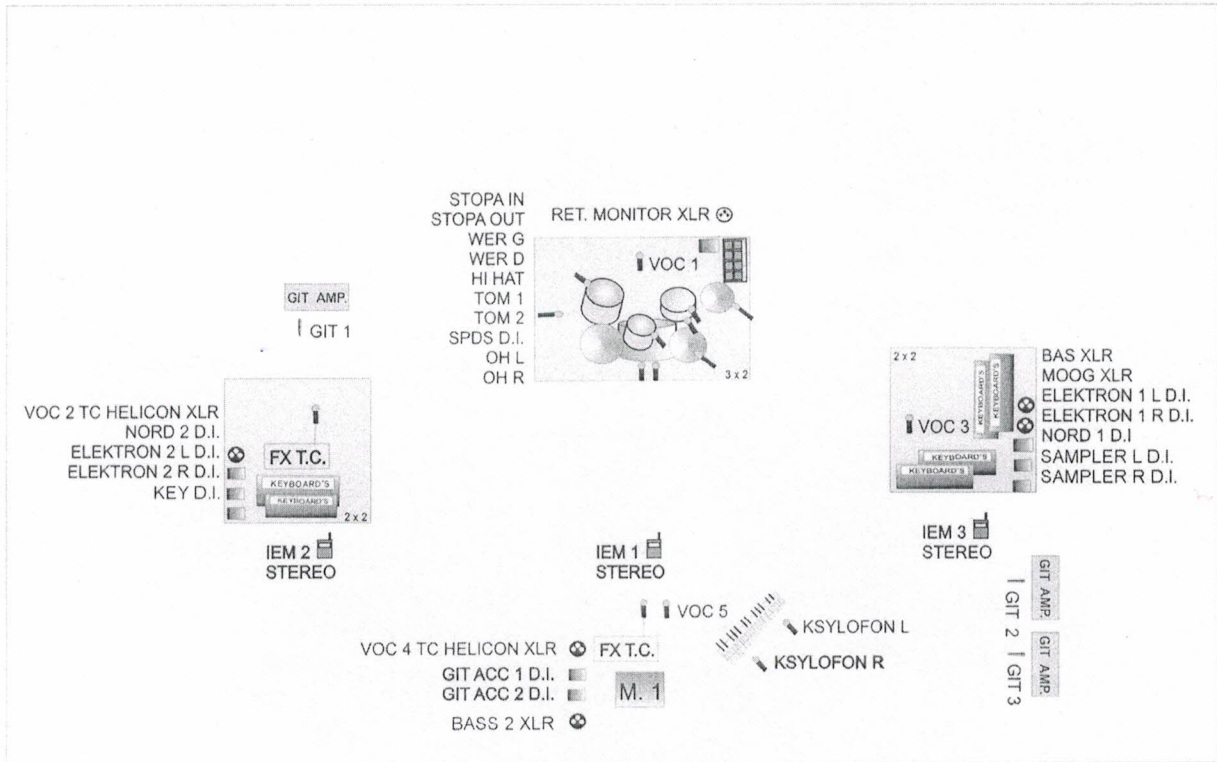 STOPA IN
STOPA OUT
WER G
WER D
HI HAT
TOM 1
TOM 2
SPDS D.I.
OH L
OH R
RET. MONITOR XLR
VOC 1
3 x 2
GIT AMP.
GIT 1
VOC 2 TC HELICON XLR
NORD 2 D.I.
ELEKTRON 2 L D.I.
ELEKTRON 2 R D.I.
KEY D.I.
FX T.C.
KEYBOARD'S
KEYBOARD'S
2 x 2
IEM 2
STEREO
2 x 2
KEYBOARD'S
KEYBOARD'S
VOC 3
KEYBOARD'S
KEYBOARD'S
BAS XLR
MOOG XLR
ELEKTRON 1 L D.I.
ELEKTRON 1 R D.I.
NORD 1 D.I
SAMPLER L D.I.
SAMPLER R D.I.
IEM 1
STEREO
IEM 3
STEREO
VOC 5
VOC 4 TC HELICON XLR
FX T.C.
GIT ACC 1 D.I.
GIT ACC 2 D.I.
M. 1
BASS 2 XLR
KSYLOFON L
KSYLOFON R
GIT AMP.
GIT 2
GIT AMP.
GIT 3